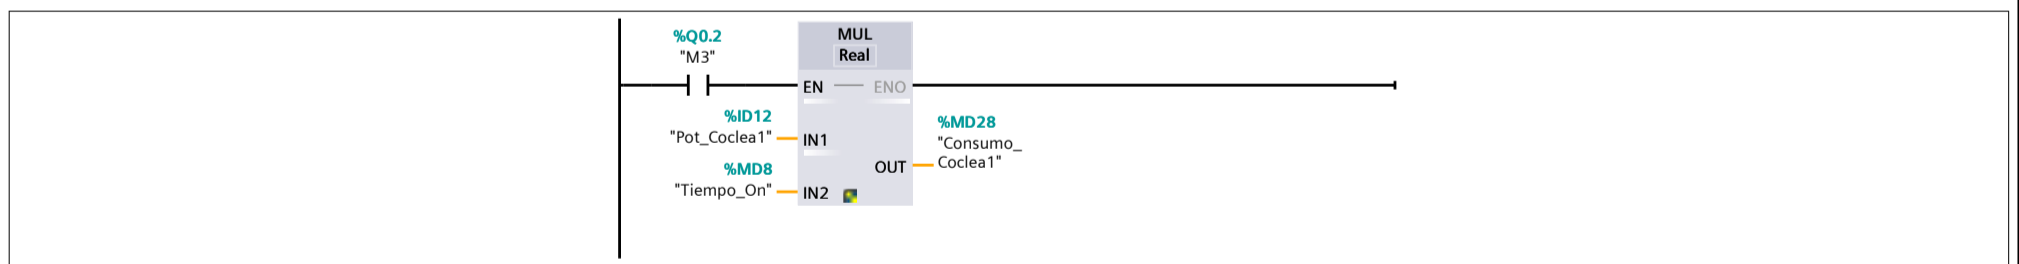 %Q0.2
"M3"
MUL
Real
EN
ENO
%ID12
"Pot_Coclea1"
IN1
%MD28
"Consumo_
Coclea1"
OUT
%MD8
"Tiempo_On"
IN2